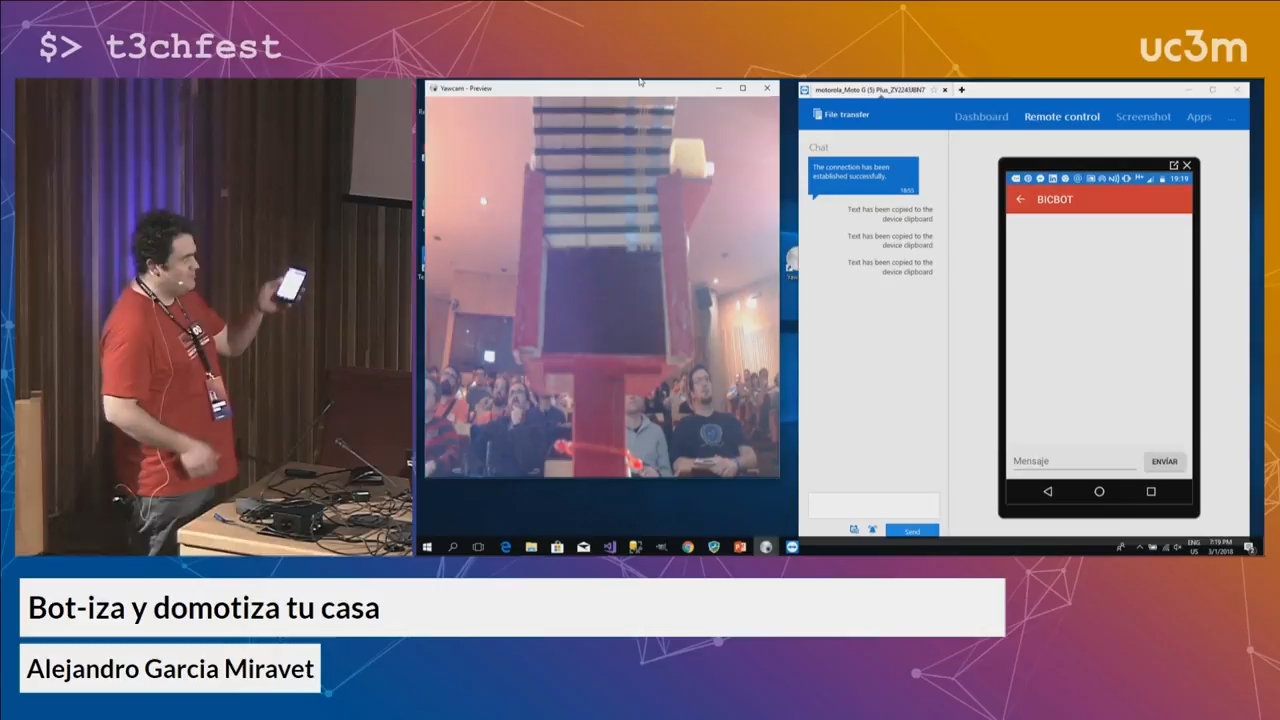 $> t3chfest
uc3m
Yawcam - Preview
motorola_Moto G (5) Plus_ZY2243JBN7
File transfer
Dashboard
Remote control
Screenshot
Apps
...
Chat
The connection has been
established successfully.
18:55
Text has been copied to the
device clipboard
Text has been copied to the
device clipboard
Text has been copied to the
device clipboard
Send
19:19
BICBOT
Mensaje
ENVÍAR
ENG
US
7:19 PM
3/1/2018
Bot-iza y domotiza tu casa
Alejandro Garcia Miravet